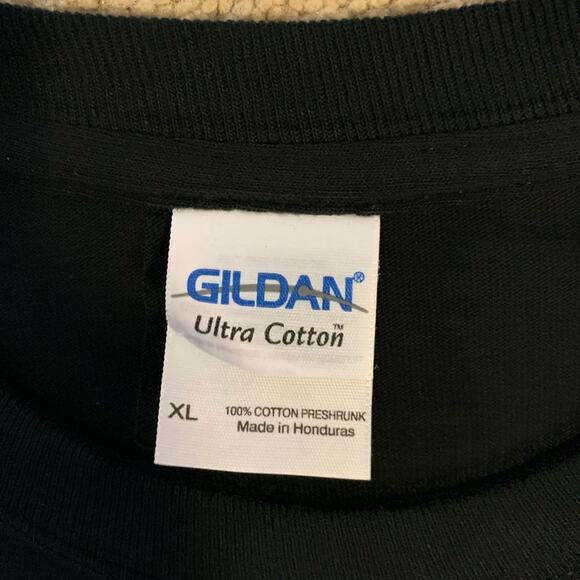 GILDAN®
Ultra Cotton™
XL
100% COTTON PRESHRUNK
Made in Honduras